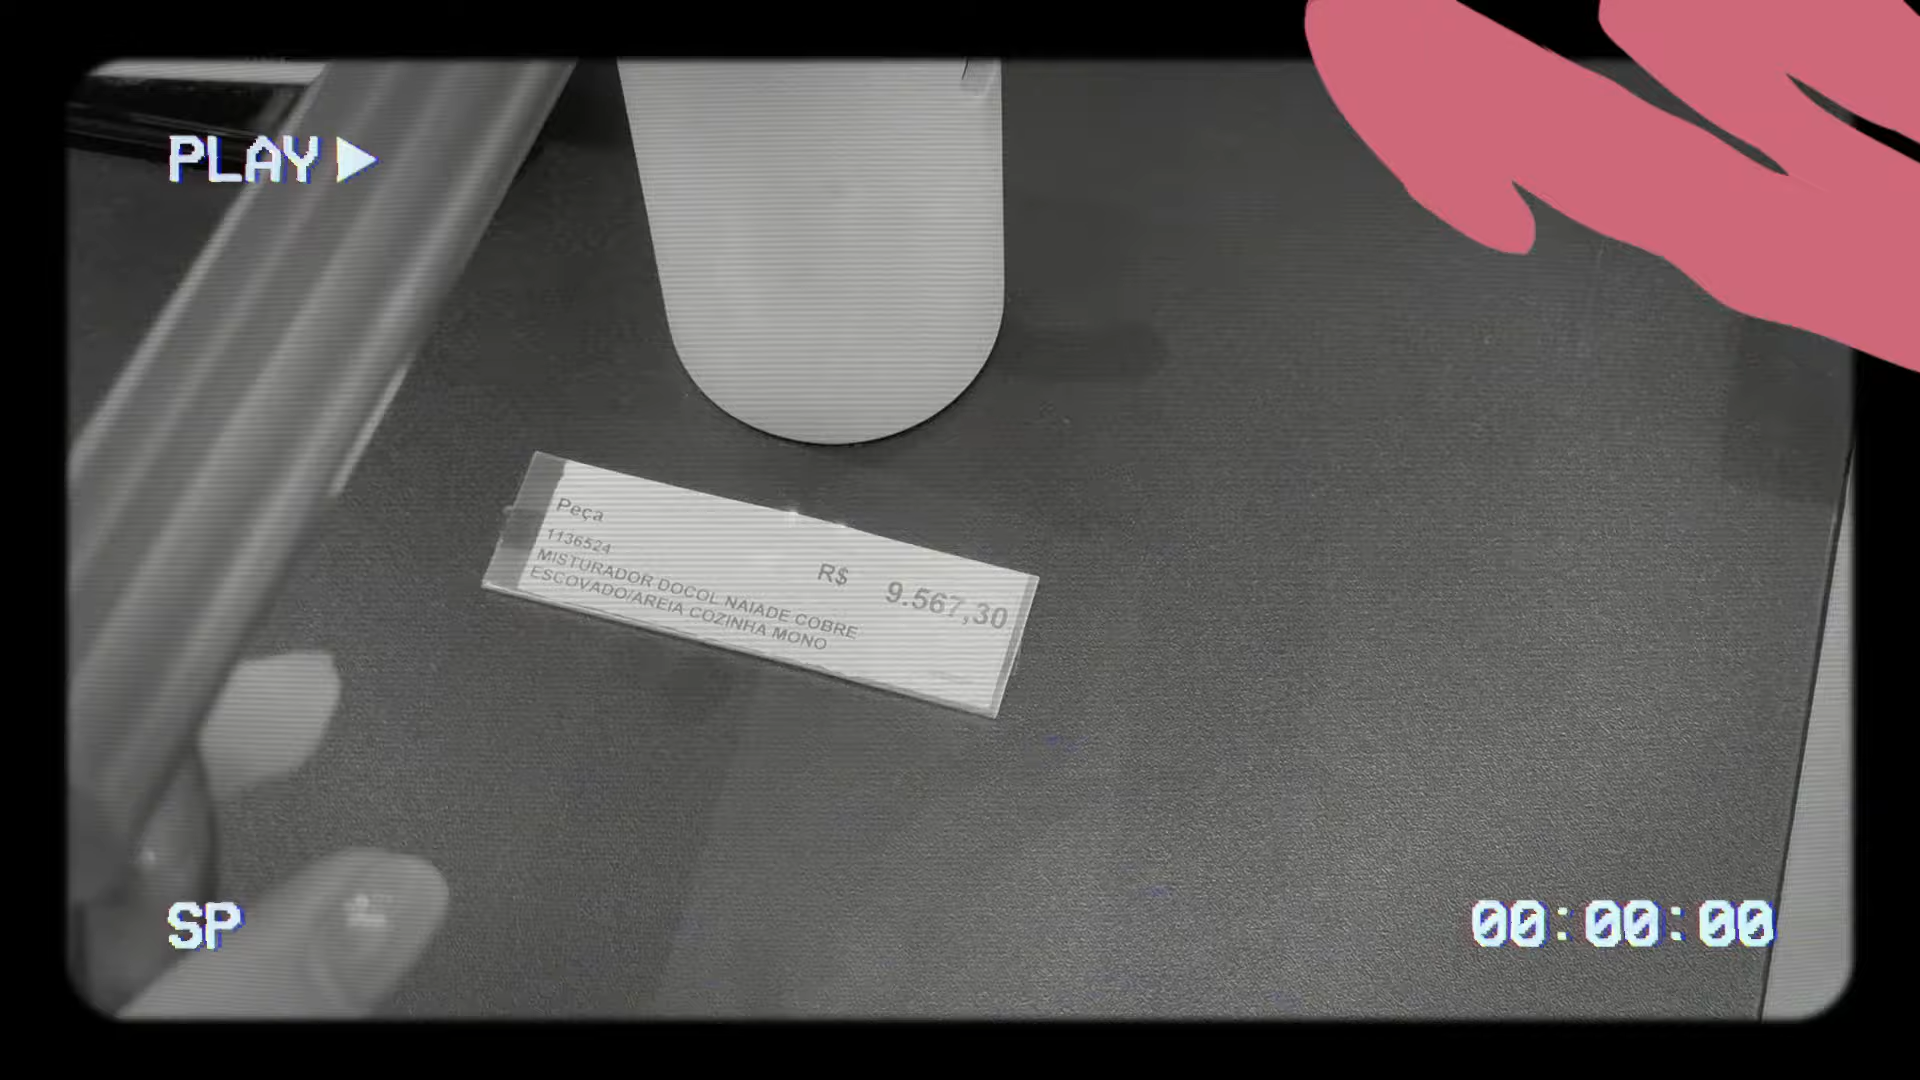 PLAY
Peça
1136524
MISTURADOR DOCOL NAIADE COBRE
ESCOVADO/AREIA COZINHA MONO
R$ 9.567,30
SP
00:00:00